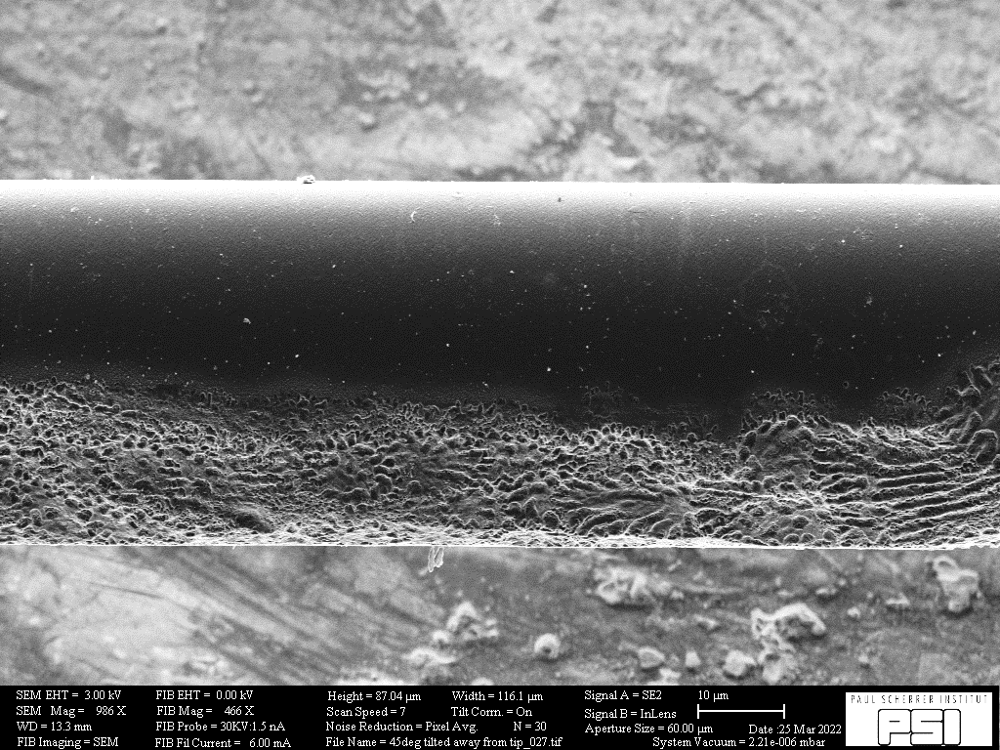 SEM EHT = 3.00 kV FIB EHT = 0.00 kV Height = 87.04 µm Width = 116.1 µm Signal A = SE2 10 µm
SEM Mag = 986 X FIB Mag = 466 X Scan Speed = 7 Tilt Corrn. = On Signal B = InLens
WD = 13.3 mm FIB Probe = 30KV:1.5 nA Noise Reduction = Pixel Avg. N = 30 Aperture Size = 60.00 µm Date :25 Mar 2022
FIB Imaging = SEM FIB Fil Current = 6.00 mA File Name = 45deg tilted away from tip_027.tif System Vacuum = 2.21e-006 mbar
PAUL SCHERRER INSTITUT
PSI